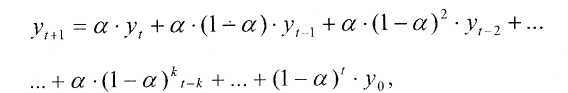 y_{t+1} = α · y_t + α · (1 − α) · y_{t−1} + α · (1 − α)^2 · y_{t−2} + ...
... + α · (1 − α)^k _{t−k} + ... + (1 − α)^t · y_0,